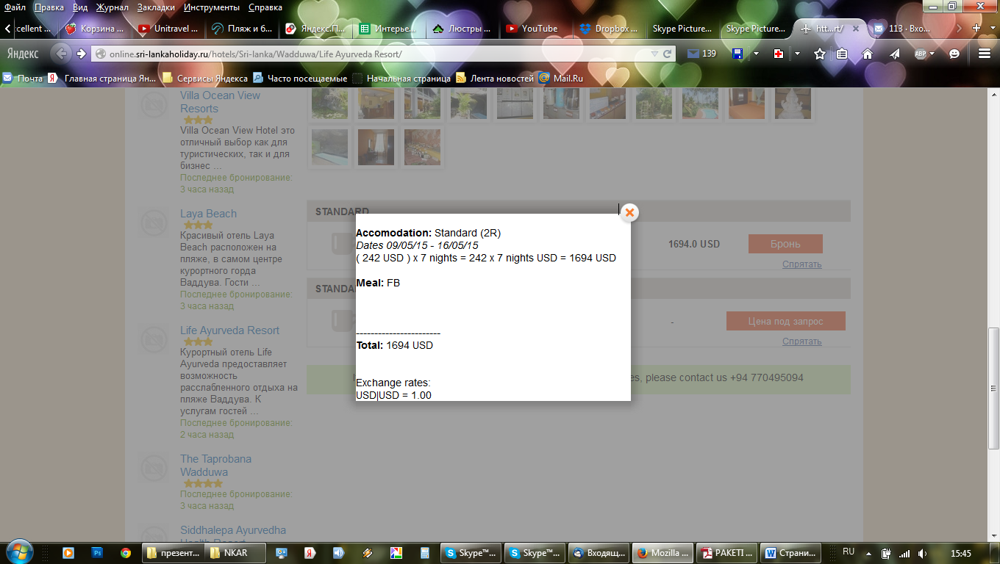 Файл Правка Вид Журнал Закладки Инструменты Справка
cellent ... Корзина ... Unitravel ... Пляж и б... Яндекс.П... Интерье... Люстры ... YouTube Dropbox ... Skype Picture... Skype Picture... htt...rt/ 113 · Вхо...
Яндекс online.sri-lankaholiday.ru/hotels/Sri-lanka/Wadduwa/Life Ayurveda Resort/ 139 ABP
Почта Главная страница Ян... Сервисы Яндекса Часто посещаемые Начальная страница Лента новостей Mail.Ru
Villa Ocean View
Resorts
Villa Ocean View Hotel это
отличный выбор как для
туристических, так и для
бизнес ...
Последнее бронирование:
3 часа назад
Laya Beach
Красивый отель Laya
Beach расположен на
пляже, в самом центре
курортного горда
Ваддува. Гости ...
Последнее бронирование:
3 часа назад
Life Ayurveda Resort
Курортный отель Life
Ayurveda предоставляет
возможность
расслабленного отдыха на
пляже Ваддува. К
услугам гостей ...
Последнее бронирование:
2 часа назад
The Taprobana
Wadduwa
Последнее бронирование:
3 часа назад
Siddhalepa Ayurvedha
STANDARD
1694.0 USD Бронь
Спрятать
STANDA
- Цена под запрос
Спрятать
es, please contact us +94 770495094
Accomodation: Standard (2R)
Dates 09/05/15 - 16/05/15
( 242 USD ) x 7 nights = 242 x 7 nights USD = 1694 USD
Meal: FB
-----------------------
Total: 1694 USD
Exchange rates:
USD|USD = 1.00
презент... NKAR Skype™... Skype™... Входящ... Mozilla ... PAKETI ... Страни... RU 15:45